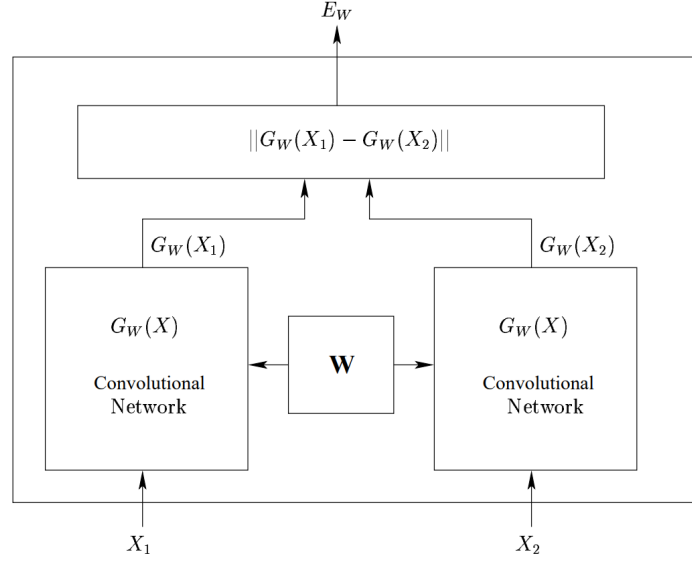 E_W
||G_W(X_1) − G_W(X_2)||
G_W(X_1)
G_W(X_2)
G_W(X)
Convolutional
Network
W
G_W(X)
Convolutional
Network
X_1
X_2